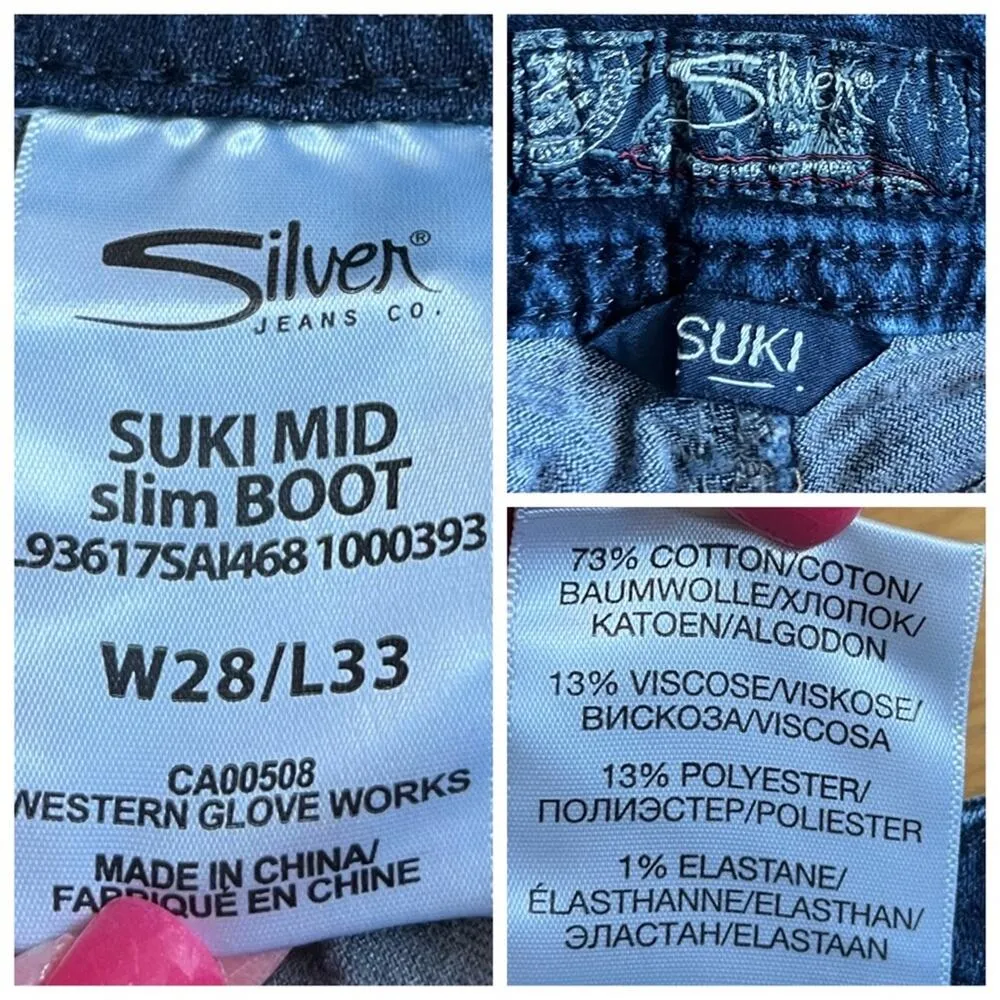 Silver®
JEANS CO.
SUKI MID
slim BOOT
L93617SAI468 1000393
W28/L33
CA00508
WESTERN GLOVE WORKS
MADE IN CHINA/
FABRIQUÉ EN CHINE
Silver®
SUKI
73% COTTON/COTON/
BAUMWOLLE/ХЛОПОК/
KATOEN/ALGODON
13% VISCOSE/VISKOSE/
ВИСКОЗА/VISCOSA
13% POLYESTER/
ПОЛИЭСТЕР/POLIESTER
1% ELASTANE/
ÉLASTHANNE/ELASTHAN/
ЭЛАСТАН/ELASTAAN